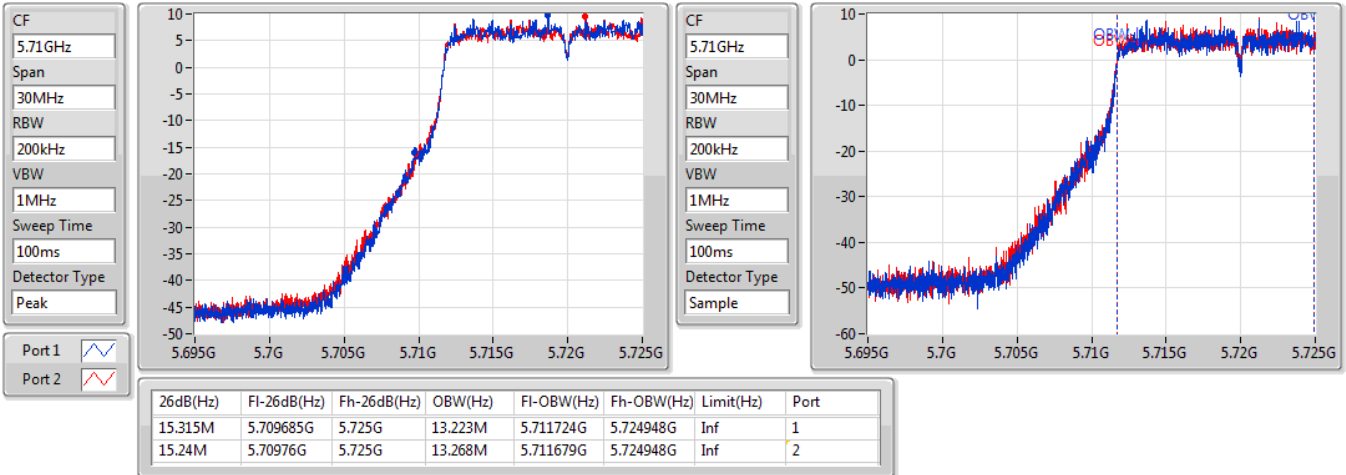 CF
5.71GHz
Span
30MHz
RBW
200kHz
VBW
1MHz
Sweep Time
100ms
Detector Type
Peak
Port 1
Port 2
10
5
0
-5
-10
-15
-20
-25
-30
-35
-40
-45
-50
5.695G 5.7G 5.705G 5.71G 5.715G 5.72G 5.725G
CF
5.71GHz
Span
30MHz
RBW
200kHz
VBW
1MHz
Sweep Time
100ms
Detector Type
Sample
10
0
-10
-20
-30
-40
-50
-60
5.695G 5.7G 5.705G 5.71G 5.715G 5.72G 5.725G
OBW
OBW
26dB(Hz) Fl-26dB(Hz) Fh-26dB(Hz) OBW(Hz) Fl-OBW(Hz) Fh-OBW(Hz) Limit(Hz) Port
15.315M 5.709685G 5.725G 13.223M 5.711724G 5.724948G Inf 1
15.24M 5.70976G 5.725G 13.268M 5.711679G 5.724948G Inf 2